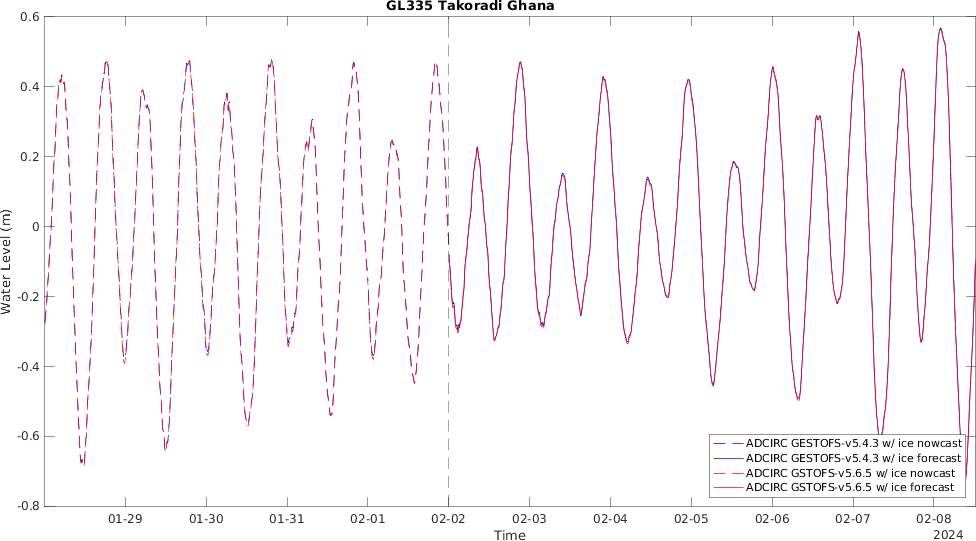 GL335 Takoradi Ghana
0.6
0.4
0.2
0
-0.2
-0.4
-0.6
-0.8
Water Level (m)
01-29
01-30
01-31
02-01
02-02
02-03
02-04
02-05
02-06
02-07
02-08
Time
2024
ADCIRC GESTOFS-v5.4.3 w/ ice nowcast
ADCIRC GESTOFS-v5.4.3 w/ ice forecast
ADCIRC GSTOFS-v5.6.5 w/ ice nowcast
ADCIRC GSTOFS-v5.6.5 w/ ice forecast